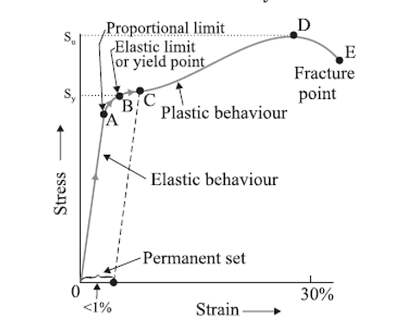 D
Proportional limit
Su
Elastic limit
or yield point
E
Fracture
point
Sy
B
C
A
Plastic behaviour
Stress
Elastic behaviour
Permanent set
0
<1%
30%
Strain